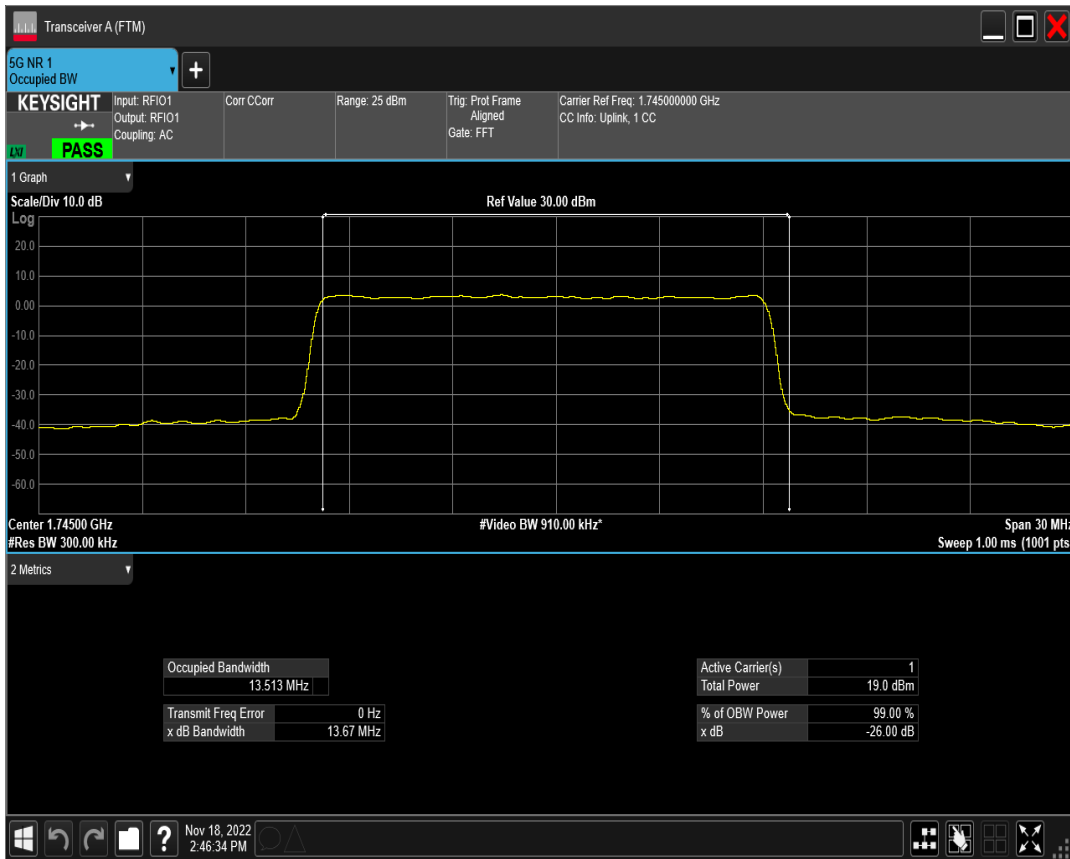 Transceiver A (FTM)
5G NR 1
Occupied BW
+
KEYSIGHT
LXI
PASS
Input: RFIO1
Output: RFIO1
Coupling: AC
Corr CCorr
Range: 25 dBm
Trig: Prot Frame
Aligned
Gate: FFT
Carrier Ref Freq: 1.745000000 GHz
CC Info: Uplink, 1 CC
1 Graph
Scale/Div 10.0 dB
Ref Value 30.00 dBm
Log
20.0
10.0
0.00
-10.0
-20.0
-30.0
-40.0
-50.0
-60.0
Center 1.74500 GHz
#Video BW 910.00 kHz*
Span 30 MHz
#Res BW 300.00 kHz
Sweep 1.00 ms (1001 pts
2 Metrics
Occupied Bandwidth
13.513 MHz
Active Carrier(s) 1
Total Power 19.0 dBm
Transmit Freq Error 0 Hz
x dB Bandwidth 13.67 MHz
% of OBW Power 99.00 %
x dB -26.00 dB
?
Nov 18, 2022
2:46:34 PM